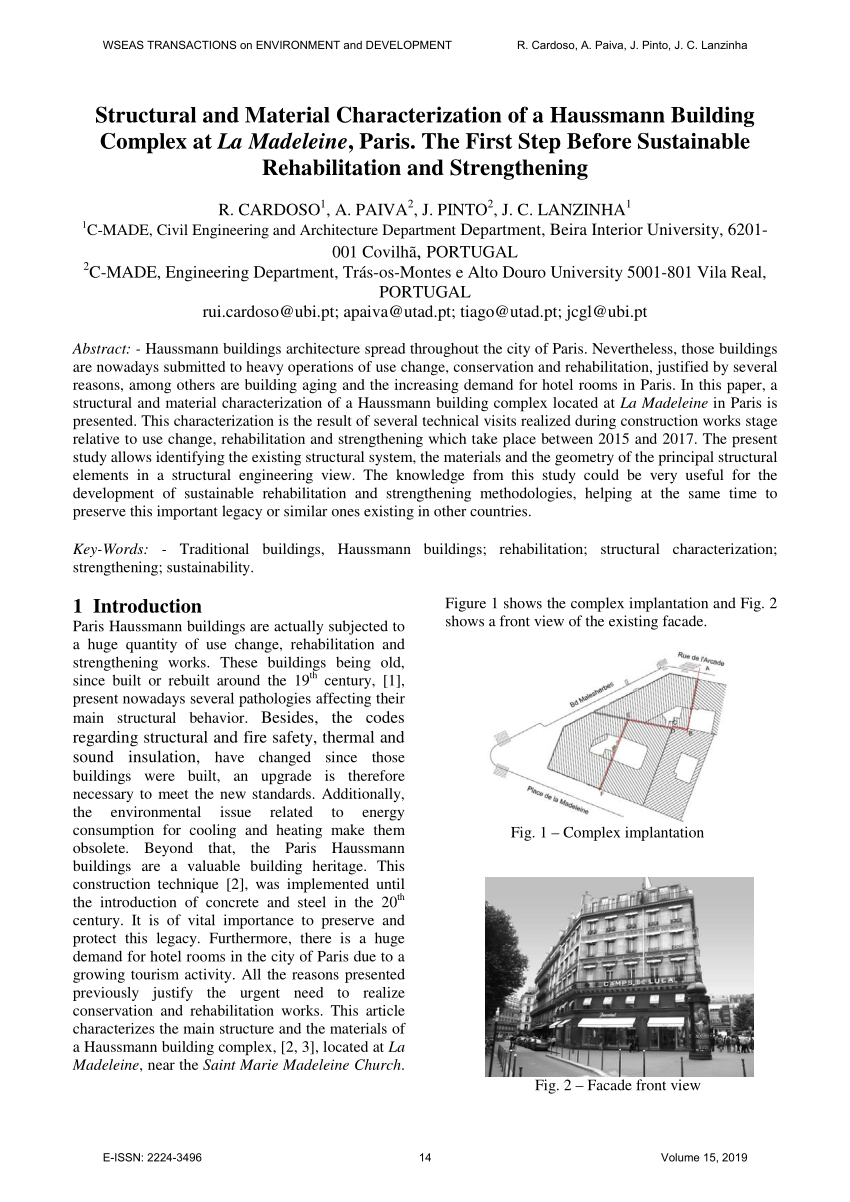 WSEAS TRANSACTIONS on ENVIRONMENT and DEVELOPMENT
R. Cardoso, A. Paiva, J. Pinto, J. C. Lanzinha
Structural and Material Characterization of a Haussmann Building
Complex at La Madeleine, Paris. The First Step Before Sustainable
Rehabilitation and Strengthening
R. CARDOSO1, A. PAIVA2, J. PINTO2, J. C. LANZINHA1
1C-MADE, Civil Engineering and Architecture Department Department, Beira Interior University, 6201-
001 Covilhã, PORTUGAL
2C-MADE, Engineering Department, Trás-os-Montes e Alto Douro University 5001-801 Vila Real,
PORTUGAL
rui.cardoso@ubi.pt; apaiva@utad.pt; tiago@utad.pt; jcgl@ubi.pt
Abstract: - Haussmann buildings architecture spread throughout the city of Paris. Nevertheless, those buildings
are nowadays submitted to heavy operations of use change, conservation and rehabilitation, justified by several
reasons, among others are building aging and the increasing demand for hotel rooms in Paris. In this paper, a
structural and material characterization of a Haussmann building complex located at La Madeleine in Paris is
presented. This characterization is the result of several technical visits realized during construction works stage
relative to use change, rehabilitation and strengthening which take place between 2015 and 2017. The present
study allows identifying the existing structural system, the materials and the geometry of the principal structural
elements in a structural engineering view. The knowledge from this study could be very useful for the
development of sustainable rehabilitation and strengthening methodologies, helping at the same time to
preserve this important legacy or similar ones existing in other countries.
Key-Words: - Traditional buildings, Haussmann buildings; rehabilitation; structural characterization;
strengthening; sustainability.
1 Introduction
Paris Haussmann buildings are actually subjected to
a huge quantity of use change, rehabilitation and
strengthening works. These buildings being old,
since built or rebuilt around the 19th century, [1],
present nowadays several pathologies affecting their
main structural behavior. Besides, the codes
regarding structural and fire safety, thermal and
sound insulation, have changed since those
buildings were built, an upgrade is therefore
necessary to meet the new standards. Additionally,
the environmental issue related to energy
consumption for cooling and heating make them
obsolete. Beyond that, the Paris Haussmann
buildings are a valuable building heritage. This
construction technique [2], was implemented until
the introduction of concrete and steel in the 20th
century. It is of vital importance to preserve and
protect this legacy. Furthermore, there is a huge
demand for hotel rooms in the city of Paris due to a
growing tourism activity. All the reasons presented
previously justify the urgent need to realize
conservation and rehabilitation works. This article
characterizes the main structure and the materials of
a Haussmann building complex, [2, 3], located at La
Madeleine, near the Saint Marie Madeleine Church.
Figure 1 shows the complex implantation and Fig. 2
shows a front view of the existing facade.
Rue de l'Arcade
A
Bd Malesherbes
Place de la Madeleine
Fig. 1 – Complex implantation
Fig. 2 – Facade front view
E-ISSN: 2224-3496
14
Volume 15, 2019